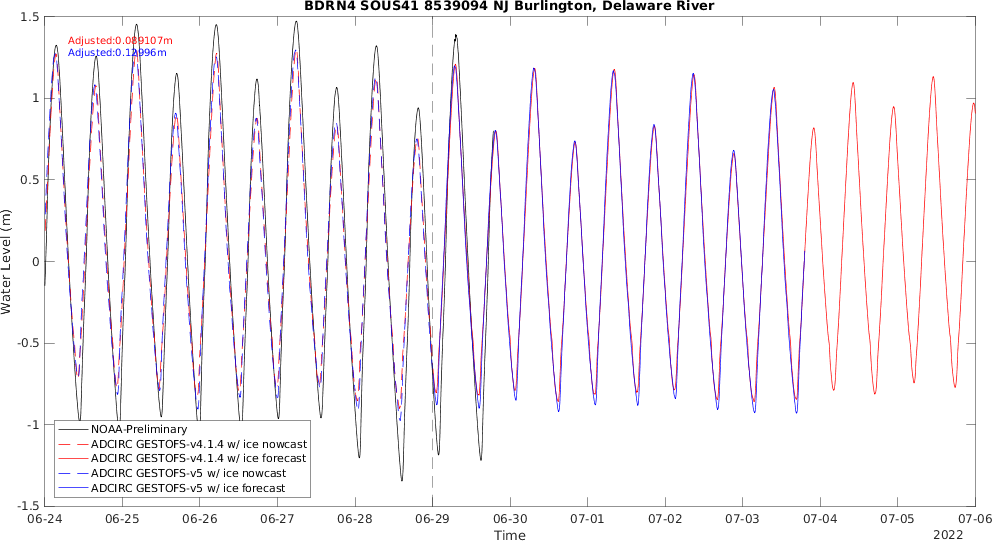 BDRN4 SOUS41 8539094 NJ Burlington, Delaware River
1.5
Adjusted:0.089107m
Adjusted:0.12996m
1
0.5
0
-0.5
-1
-1.5
Water Level (m)
NOAA-Preliminary
ADCIRC GESTOFS-v4.1.4 w/ ice nowcast
ADCIRC GESTOFS-v4.1.4 w/ ice forecast
ADCIRC GESTOFS-v5 w/ ice nowcast
ADCIRC GESTOFS-v5 w/ ice forecast
06-24 06-25 06-26 06-27 06-28 06-29 06-30 07-01 07-02 07-03 07-04 07-05 07-06
Time
2022